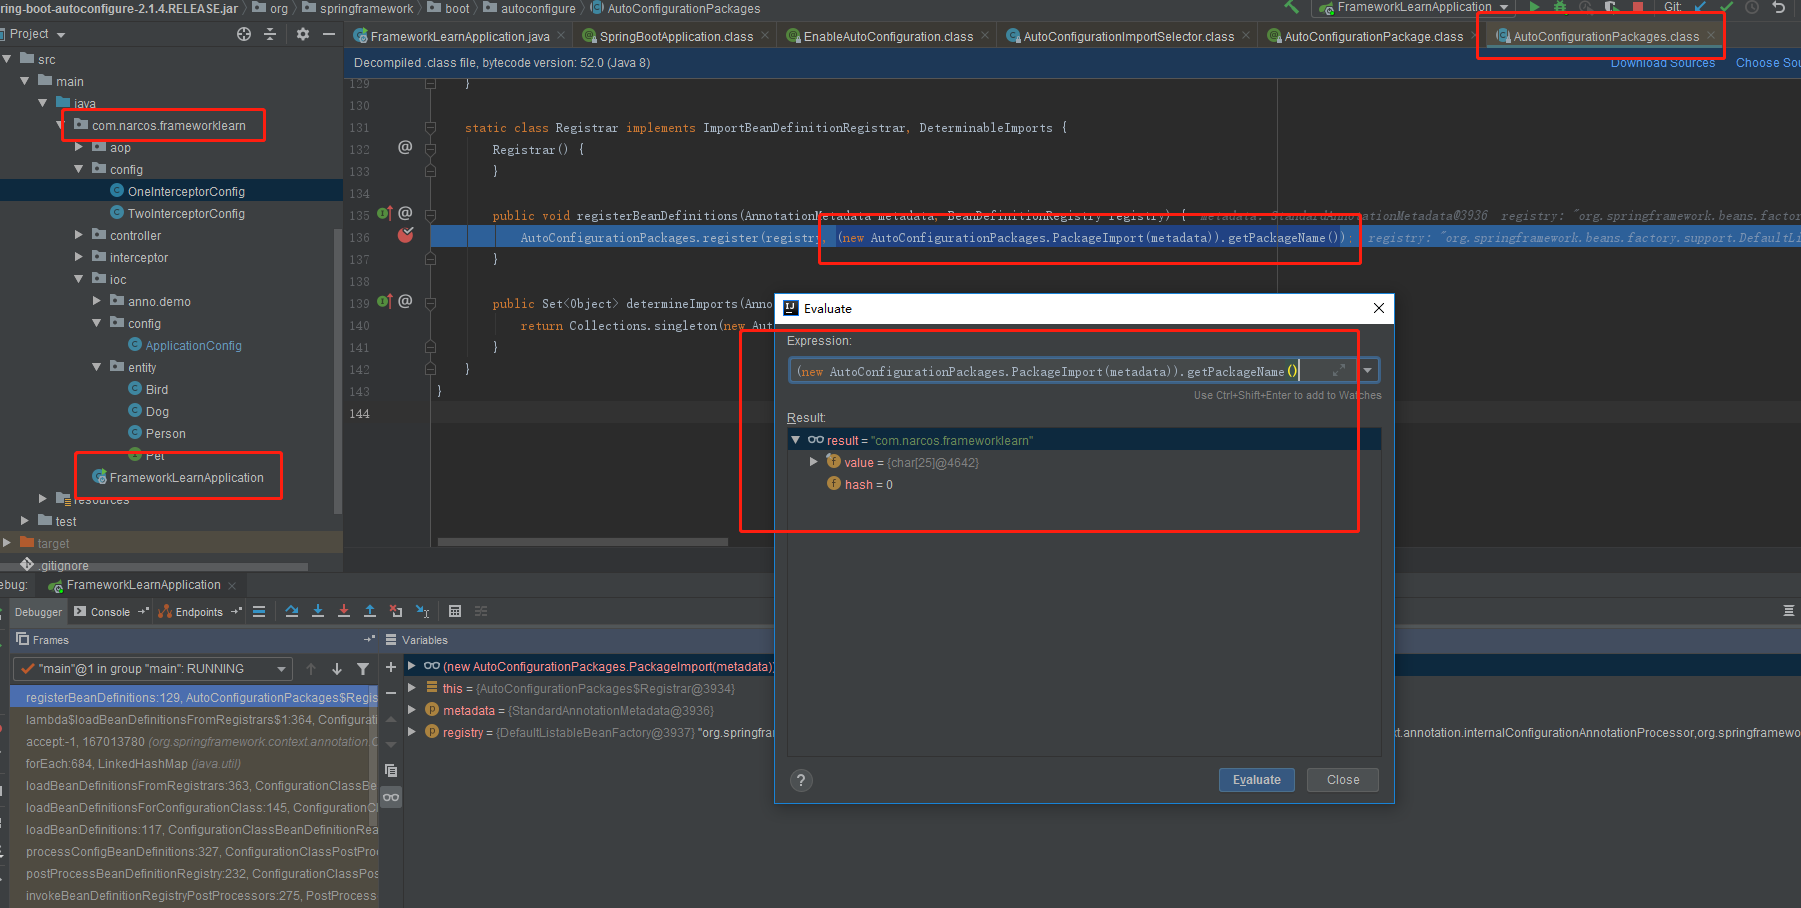 ring-boot-autoconfigure-2.1.4.RELEASE.jar org springframework boot autoconfigure AutoConfigurationPackages FrameworkLearnApplication Git:
Project
FrameworkLearnApplication.java SpringBootApplication.class EnableAutoConfiguration.class AutoConfigurationImportSelector.class AutoConfigurationPackage.class AutoConfigurationPackages.class
Decompiled .class file, bytecode version: 52.0 (Java 8) Download Sources Choose Sou
src
main
java
com.narcos.frameworklearn
aop
config
OneInterceptorConfig
TwoInterceptorConfig
controller
interceptor
ioc
anno.demo
config
ApplicationConfig
entity
Bird
Dog
Person
Pet
FrameworkLearnApplication
resources
test
target
.gitignore
129 }
130
131 static class Registrar implements ImportBeanDefinitionRegistrar, DeterminableImports {
132 Registrar() {
133 }
134
135 public void registerBeanDefinitions(AnnotationMetadata metadata, BeanDefinitionRegistry registry) { metadata: StandardAnnotationMetadata@3936 registry: "org.springframework.beans.factor
136 AutoConfigurationPackages.register(registry, (new AutoConfigurationPackages.PackageImport(metadata)).getPackageName()); registry: "org.springframework.beans.factory.support.DefaultLi
137 }
138
139 public Set<Object> determineImports(Anno
140 return Collections.singleton(new Aut
141 }
142 }
143 }
144
Evaluate
Expression:
(new AutoConfigurationPackages.PackageImport(metadata)).getPackageName()
Use Ctrl+Shift+Enter to add to Watches
Result:
result = "com.narcos.frameworklearn"
value = {char[25]@4642}
hash = 0
Evaluate Close
ebug: FrameworkLearnApplication
Debugger Console Endpoints
Frames
"main"@1 in group "main": RUNNING
registerBeanDefinitions:129, AutoConfigurationPackages$Regis
lambda$loadBeanDefinitionsFromRegistrars$1:364, Configurati
accept:-1, 167013780 (org.springframework.context.annotation.C
forEach:684, LinkedHashMap (java.util)
loadBeanDefinitionsFromRegistrars:363, ConfigurationClassBe
loadBeanDefinitionsForConfigurationClass:145, ConfigurationC
loadBeanDefinitions:117, ConfigurationClassBeanDefinitionRea
processConfigBeanDefinitions:327, ConfigurationClassPostPro
postProcessBeanDefinitionRegistry:232, ConfigurationClassP
invokeBeanDefinitionRegistryPostProcessors:275, PostProcess
Variables
(new AutoConfigurationPackages.PackageImport(metadata))
this = {AutoConfigurationPackages$Registrar@3934}
metadata = {StandardAnnotationMetadata@3936}
registry = {DefaultListableBeanFactory@3937} "org.springfra t.annotation.internalConfigurationAnnotationProcessor,org.springframewo